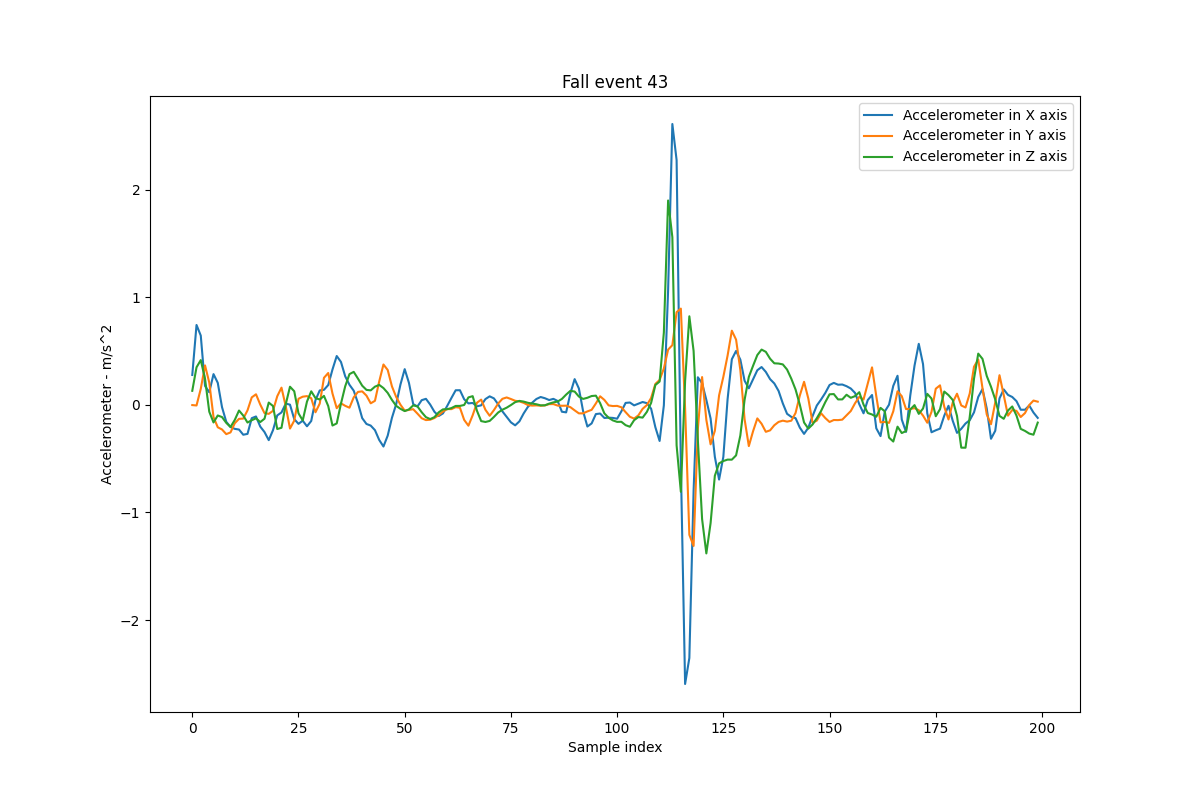 Fall event 43
Accelerometer in X axis
Accelerometer in Y axis
Accelerometer in Z axis
Accelerometer - m/s^2
2
1
0
−1
−2
0 25 50 75 100 125 150 175 200
Sample index